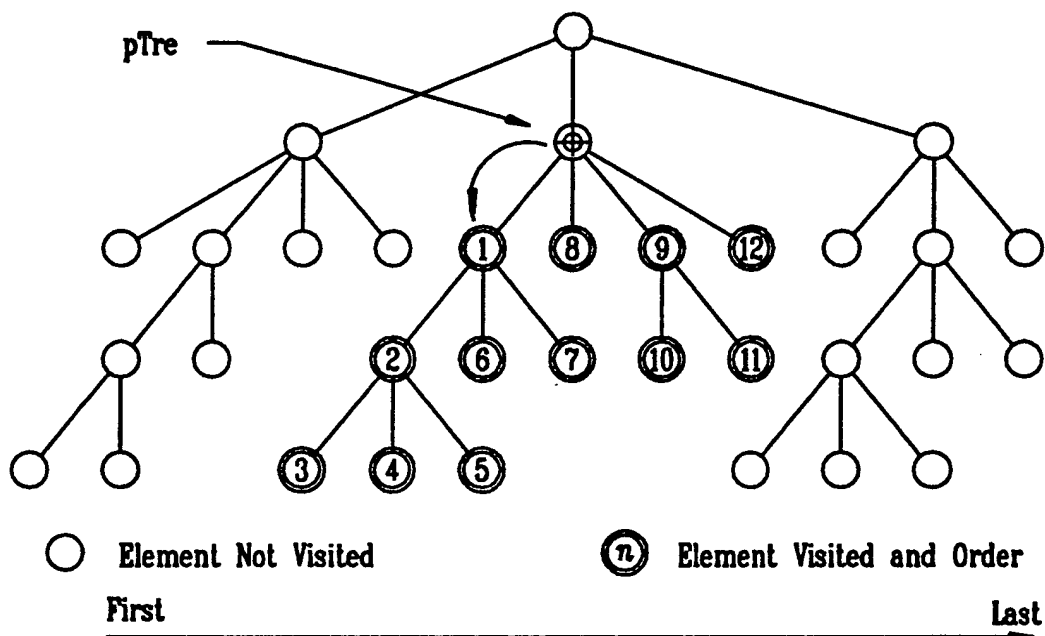 pTre
1 8 9 12
2 6 7 10 11
3 4 5
Element Not Visited n Element Visited and Order
First Last